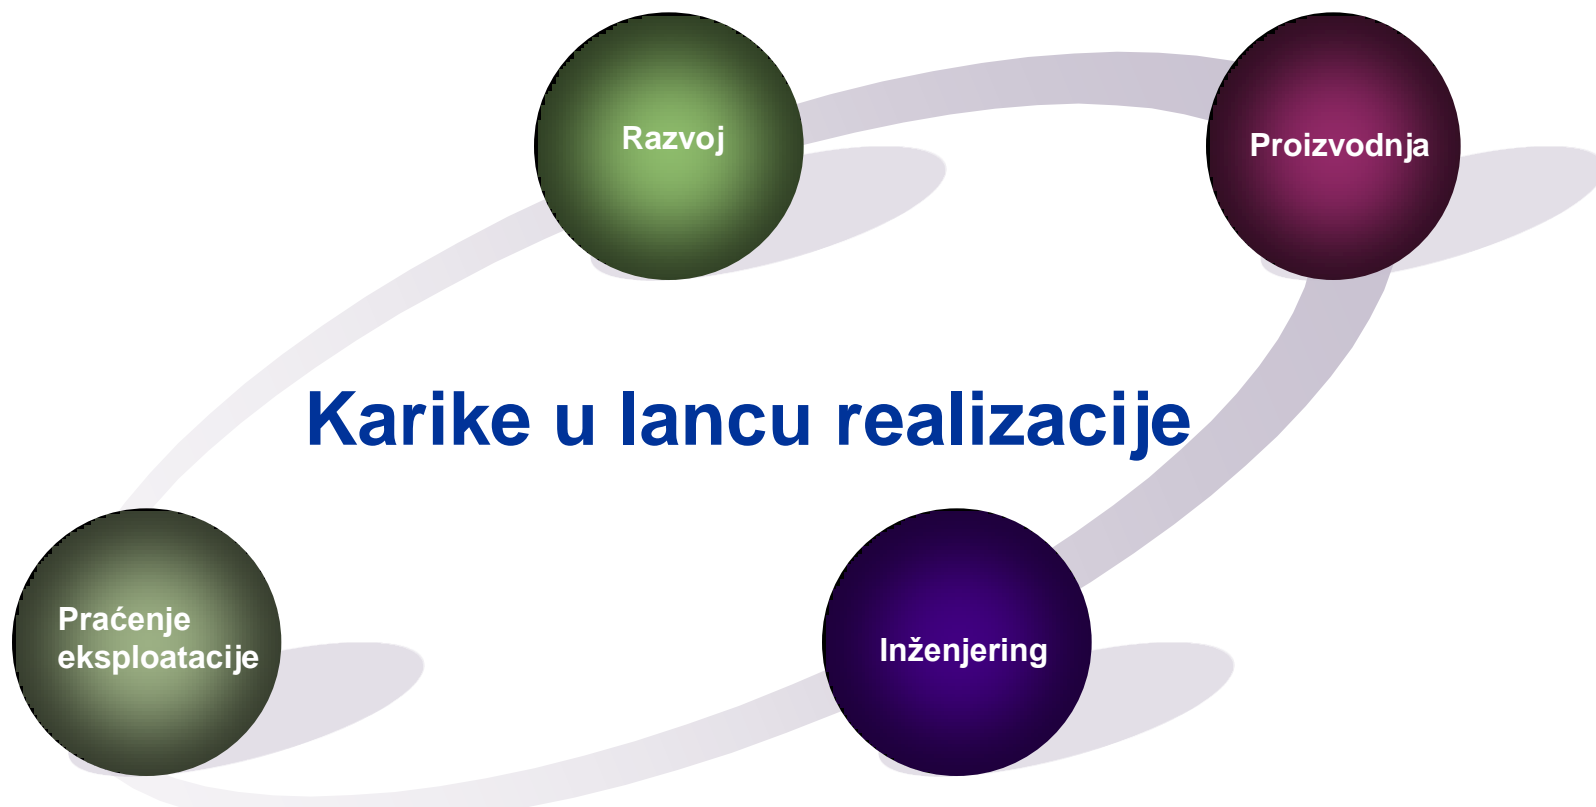 Razvoj
Proizvodnja
Karike u lancu realizacije
Praćenje
eksploatacije
Inženjering